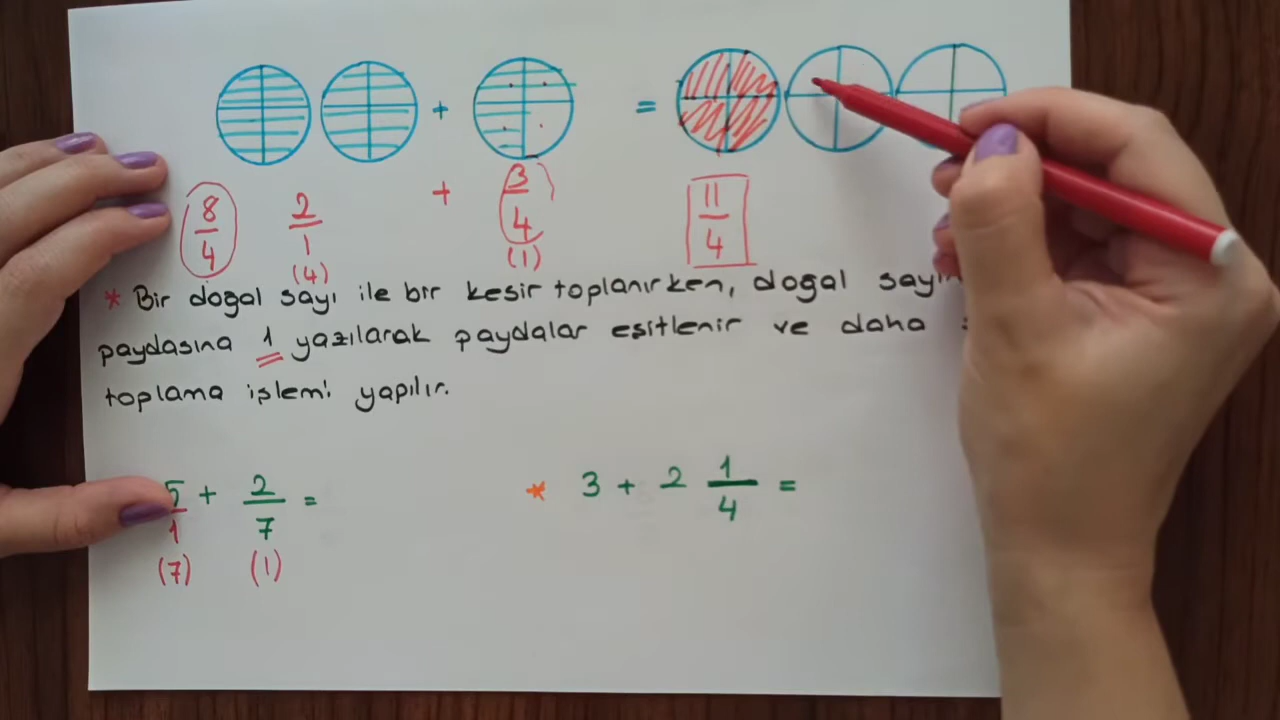 + =
8/4 2/1 + 3/4 11/4
(4) (1)
* Bir doğal sayı ile bir kesir toplanırken, doğal
paydasına 1 yazılarak paydalar eşitlenir ve daha
toplama işlemi yapılır.
5/1 + 2/7 =
(7) (1)
* 3 + 2 1/4 =